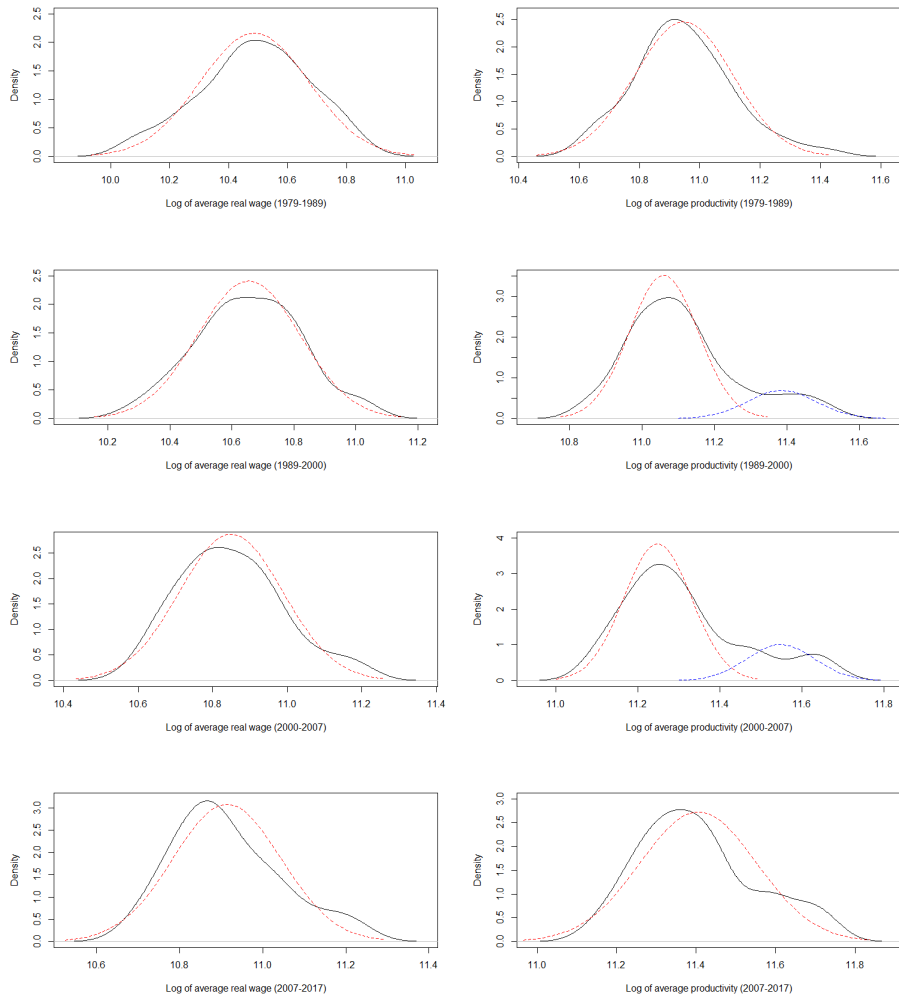 Density
0.0 0.5 1.0 1.5 2.0 2.5
10.0 10.2 10.4 10.6 10.8 11.0
Log of average real wage (1979-1989)
Density
0.0 0.5 1.0 1.5 2.0 2.5
10.4 10.6 10.8 11.0 11.2 11.4 11.6
Log of average productivity (1979-1989)
Density
0.0 0.5 1.0 1.5 2.0 2.5
10.2 10.4 10.6 10.8 11.0 11.2
Log of average real wage (1989-2000)
Density
0.0 1.0 2.0 3.0
10.8 11.0 11.2 11.4 11.6
Log of average productivity (1989-2000)
Density
0.0 0.5 1.0 1.5 2.0 2.5
10.4 10.6 10.8 11.0 11.2 11.4
Log of average real wage (2000-2007)
Density
0 1 2 3 4
11.0 11.2 11.4 11.6 11.8
Log of average productivity (2000-2007)
Density
0.0 0.5 1.0 1.5 2.0 2.5 3.0
10.6 10.8 11.0 11.2 11.4
Log of average real wage (2007-2017)
Density
0.0 0.5 1.0 1.5 2.0 2.5 3.0
11.0 11.2 11.4 11.6 11.8
Log of average productivity (2007-2017)